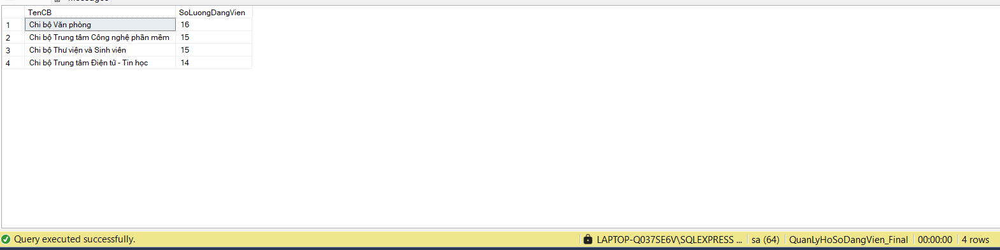 Messages
TenCB SoLuongDangVien
1 Chi bộ Văn phòng 16
2 Chi bộ Trung tâm Công nghệ phần mềm 15
3 Chi bộ Thư viện và Sinh viên 15
4 Chi bộ Trung tâm Điện tử - Tin học 14
Query executed successfully. LAPTOP-Q037SE6V\SQLEXPRESS ... sa (64) QuanLyHoSoDangVien_Final 00:00:00 4 rows